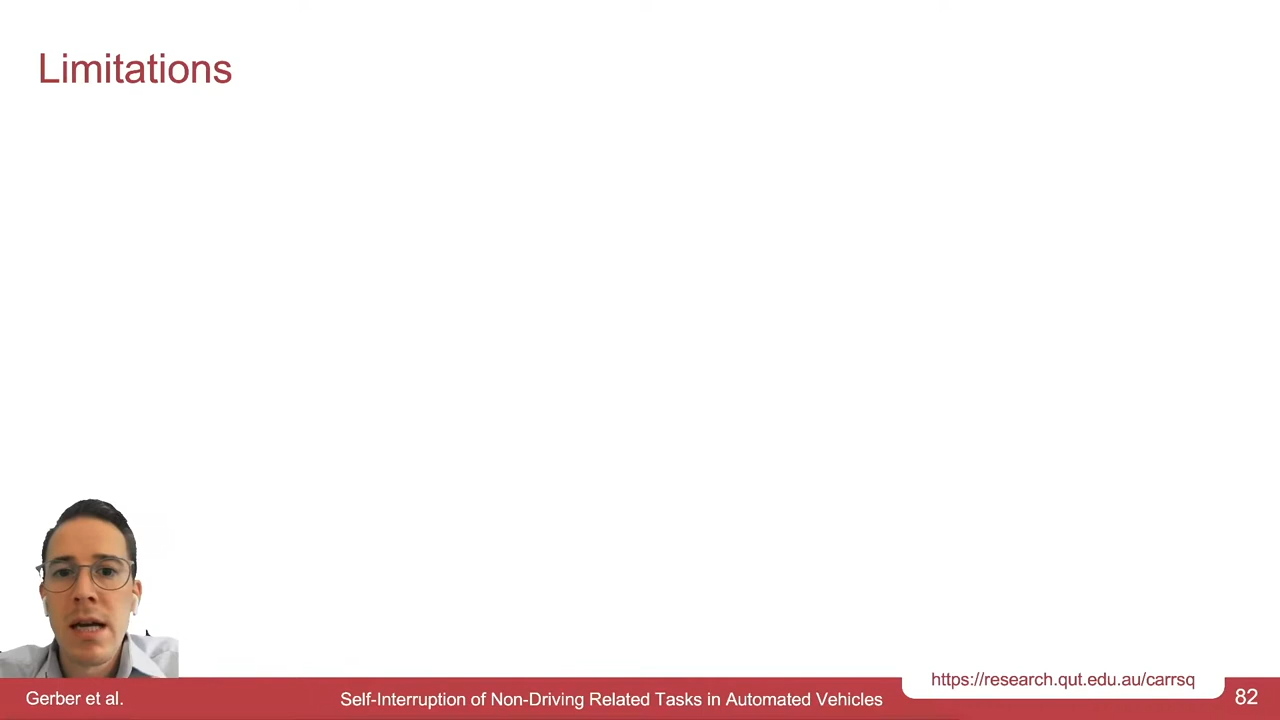 Limitations
https://research.qut.edu.au/carrsq
Gerber et al.
Self-Interruption of Non-Driving Related Tasks in Automated Vehicles
82